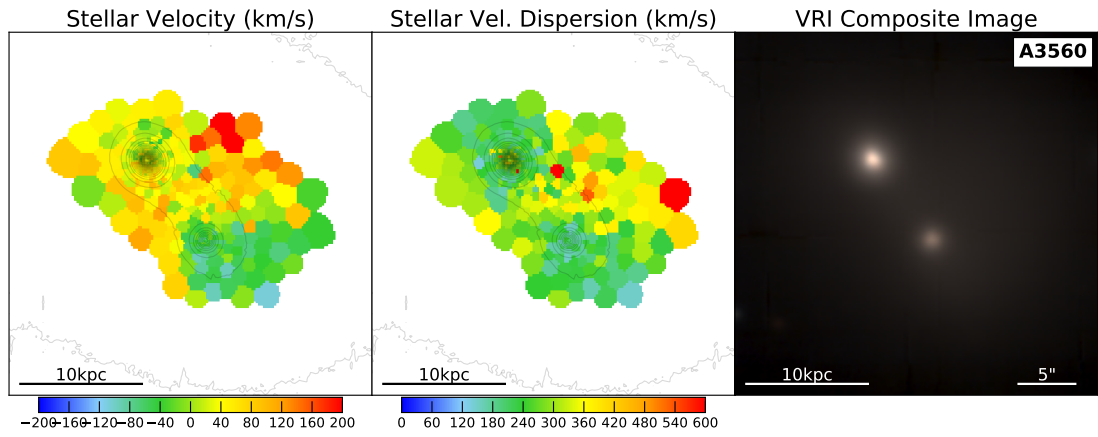 Stellar Velocity (km/s)
Stellar Vel. Dispersion (km/s)
VRI Composite Image
A3560
10kpc
10kpc
10kpc
5"
−200 −160 −120 −80 −40 0 40 80 120 160 200
0 60 120 180 240 300 360 420 480 540 600